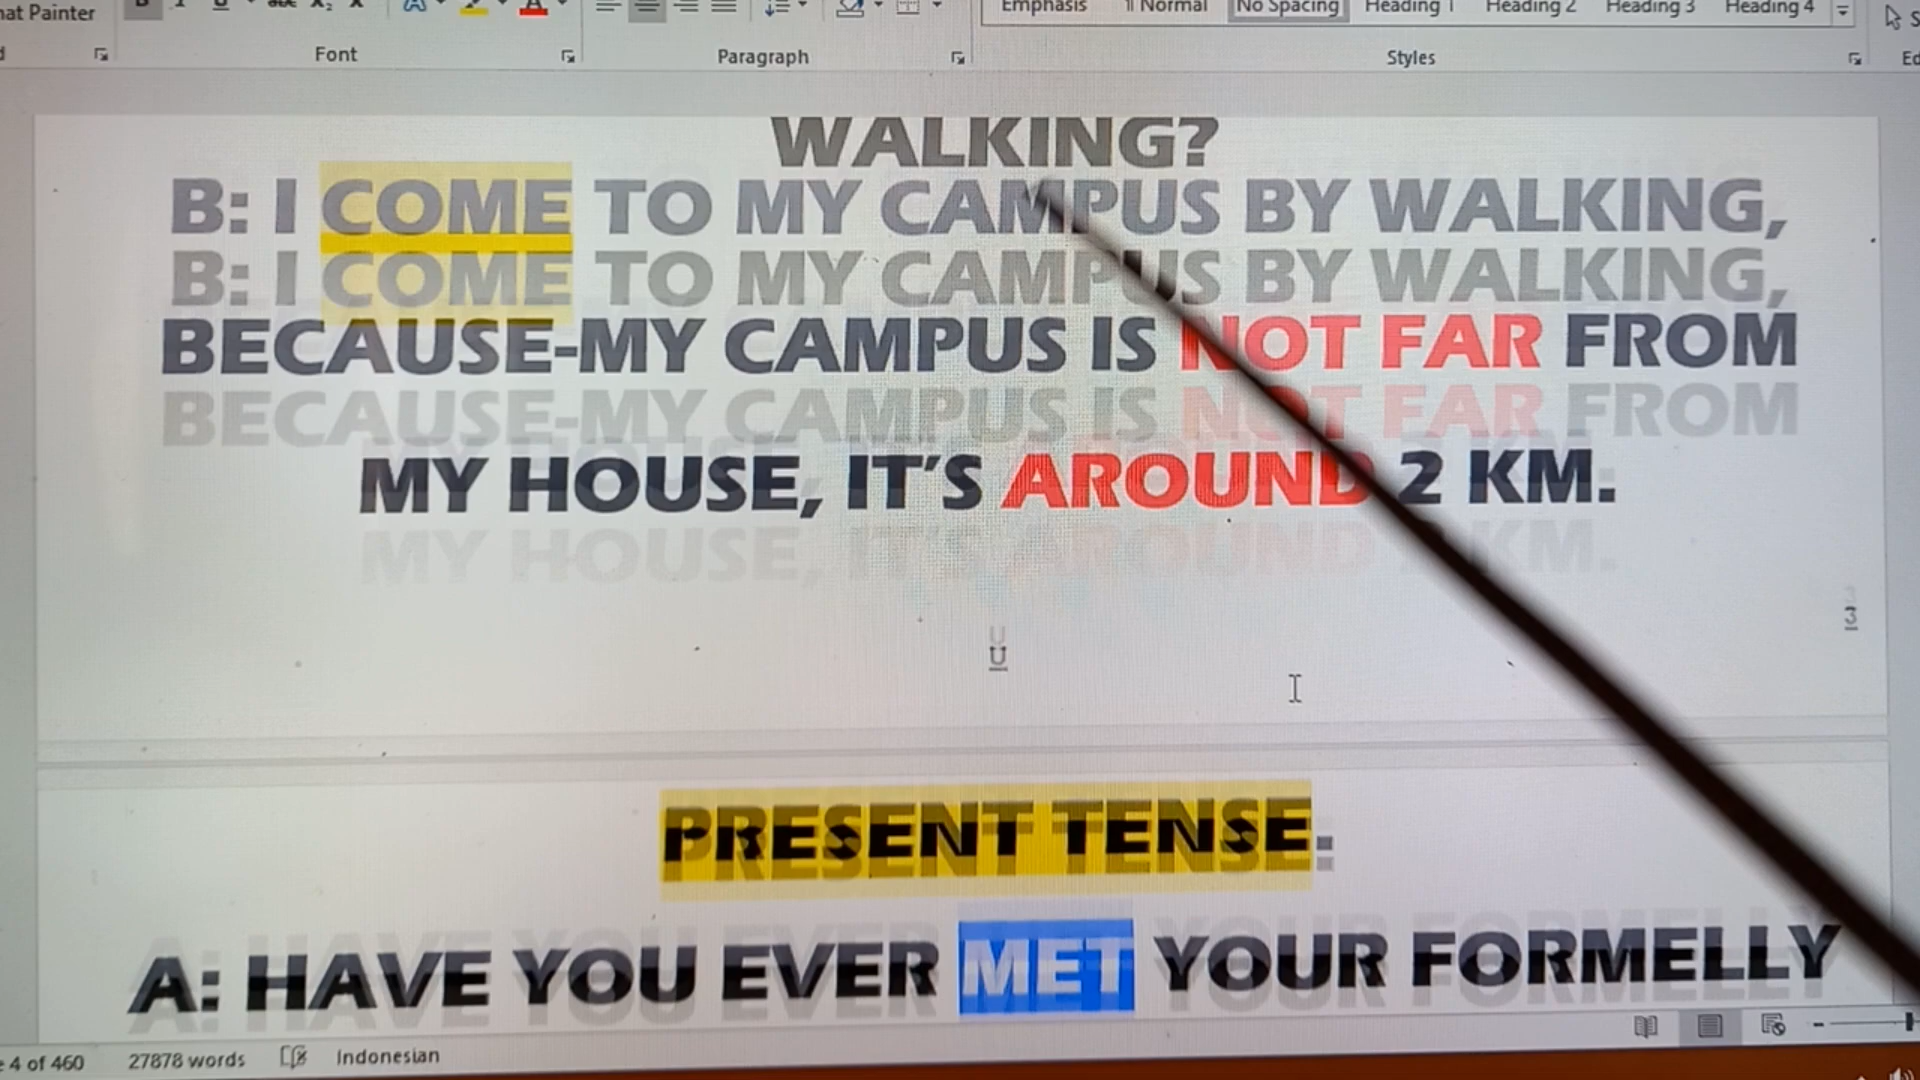 at Painter
Emphasis
¶ Normal
No Spacing
Heading 1
Heading 2
Heading 3
Heading 4
Font
Paragraph
Styles
WALKING?
B: I COME TO MY CAMPUS BY WALKING,
BECAUSE-MY CAMPUS IS NOT FAR FROM
MY HOUSE, IT'S AROUND 2 KM.
3
U
PRESENT TENSE.
A: HAVE YOU EVER MET YOUR FORMELLY
4 of 460
27878 words
Indonesian